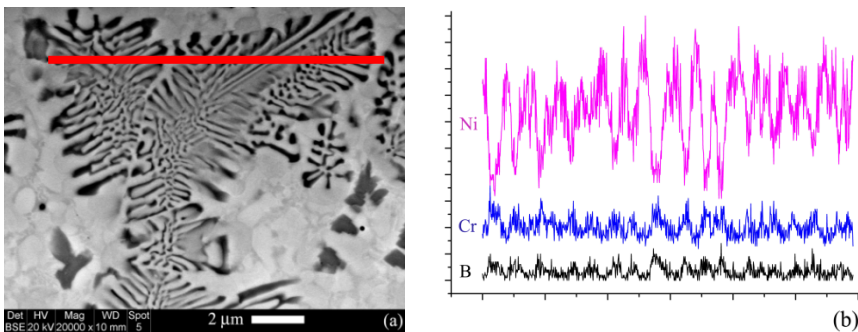 Ni
Cr
B
Det HV Mag WD Spot
BSE 20 kV 20000 x 10 mm 5
2 μm
(a)
(b)